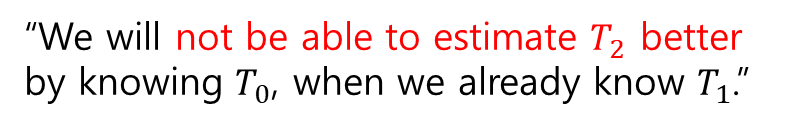 “We will not be able to estimate T₂ better
by knowing T₀, when we already know T₁.”